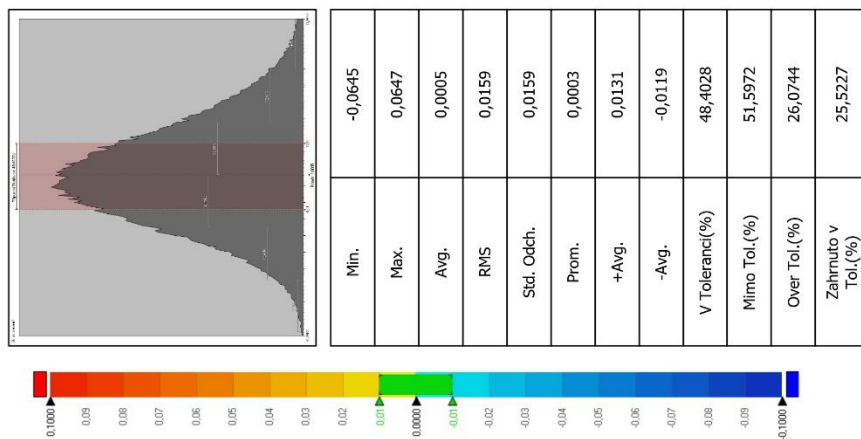 Min.
-0,0645
Max.
0,0647
Avg.
0,0005
RMS
0,0159
Std. Odch.
0,0159
Prom.
0,0003
+Avg.
0,0131
-Avg.
-0,0119
V Toleranci(%)
48,4028
Mimo Tol.(%)
51,5972
Over Tol.(%)
26,0744
Zahrnuto v
Tol.(%)
25,5227
0,1000
0,09
0,08
0,07
0,06
0,05
0,04
0,03
0,02
0,01
0,0000
-0,01
-0,02
-0,03
-0,04
-0,05
-0,06
-0,07
-0,08
-0,09
-0,1000